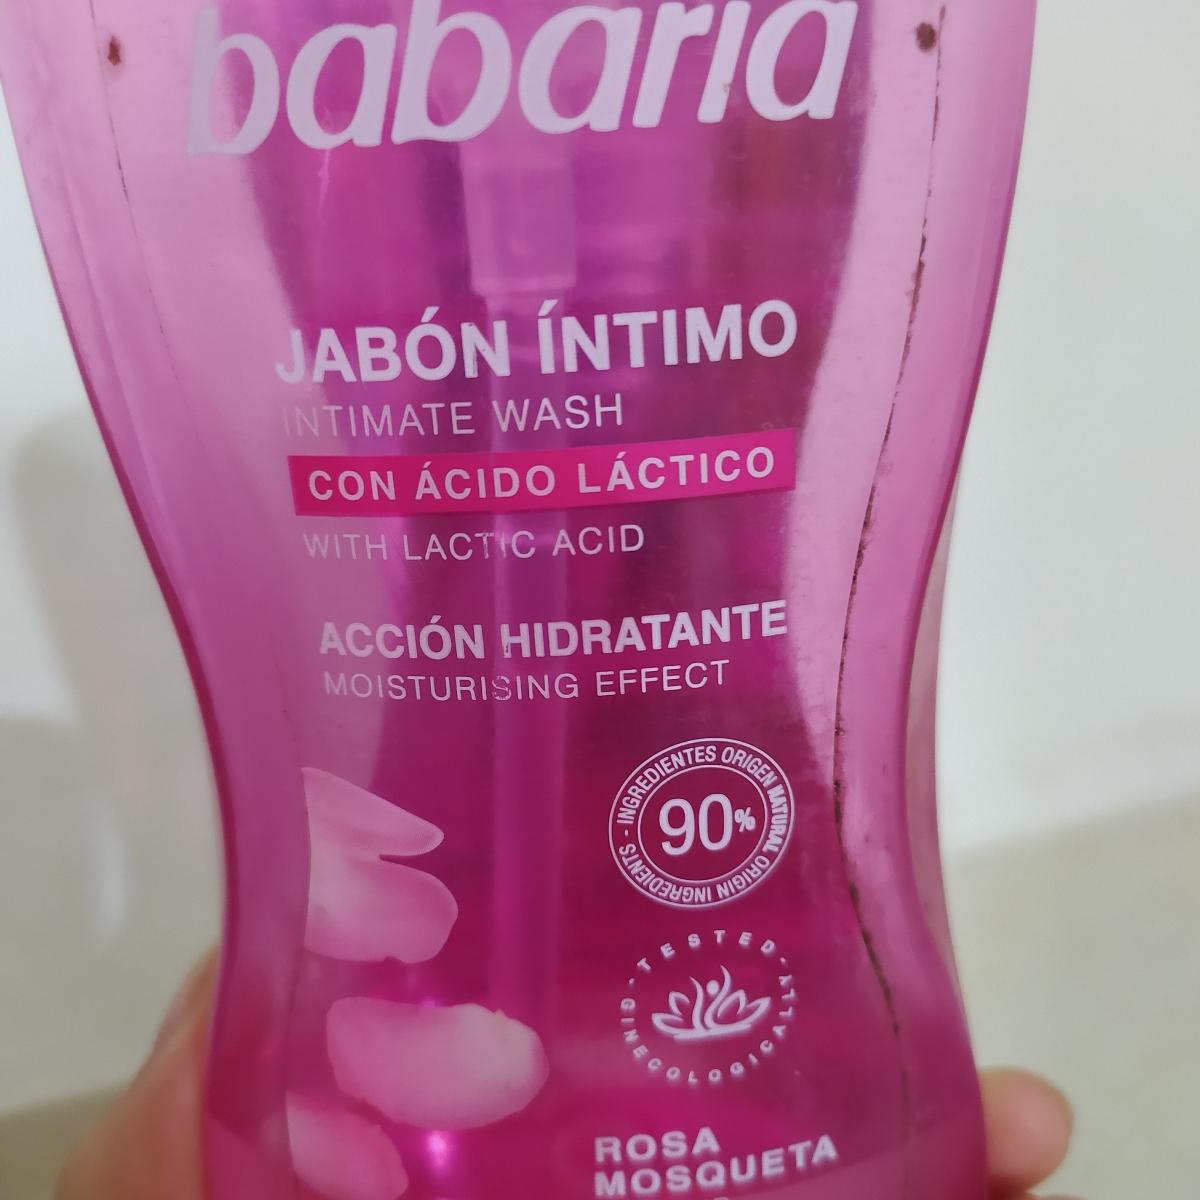 babaria
JABÓN ÍNTIMO
INTIMATE WASH
CON ÁCIDO LÁCTICO
WITH LACTIC ACID
ACCIÓN HIDRATANTE
MOISTURISING EFFECT
INGREDIENTES ORIGEN NATURAL ORIGIN INGREDIENTS -
90%
- TESTED -
GINECOLOGICALLY
ROSA
MOSQUETA